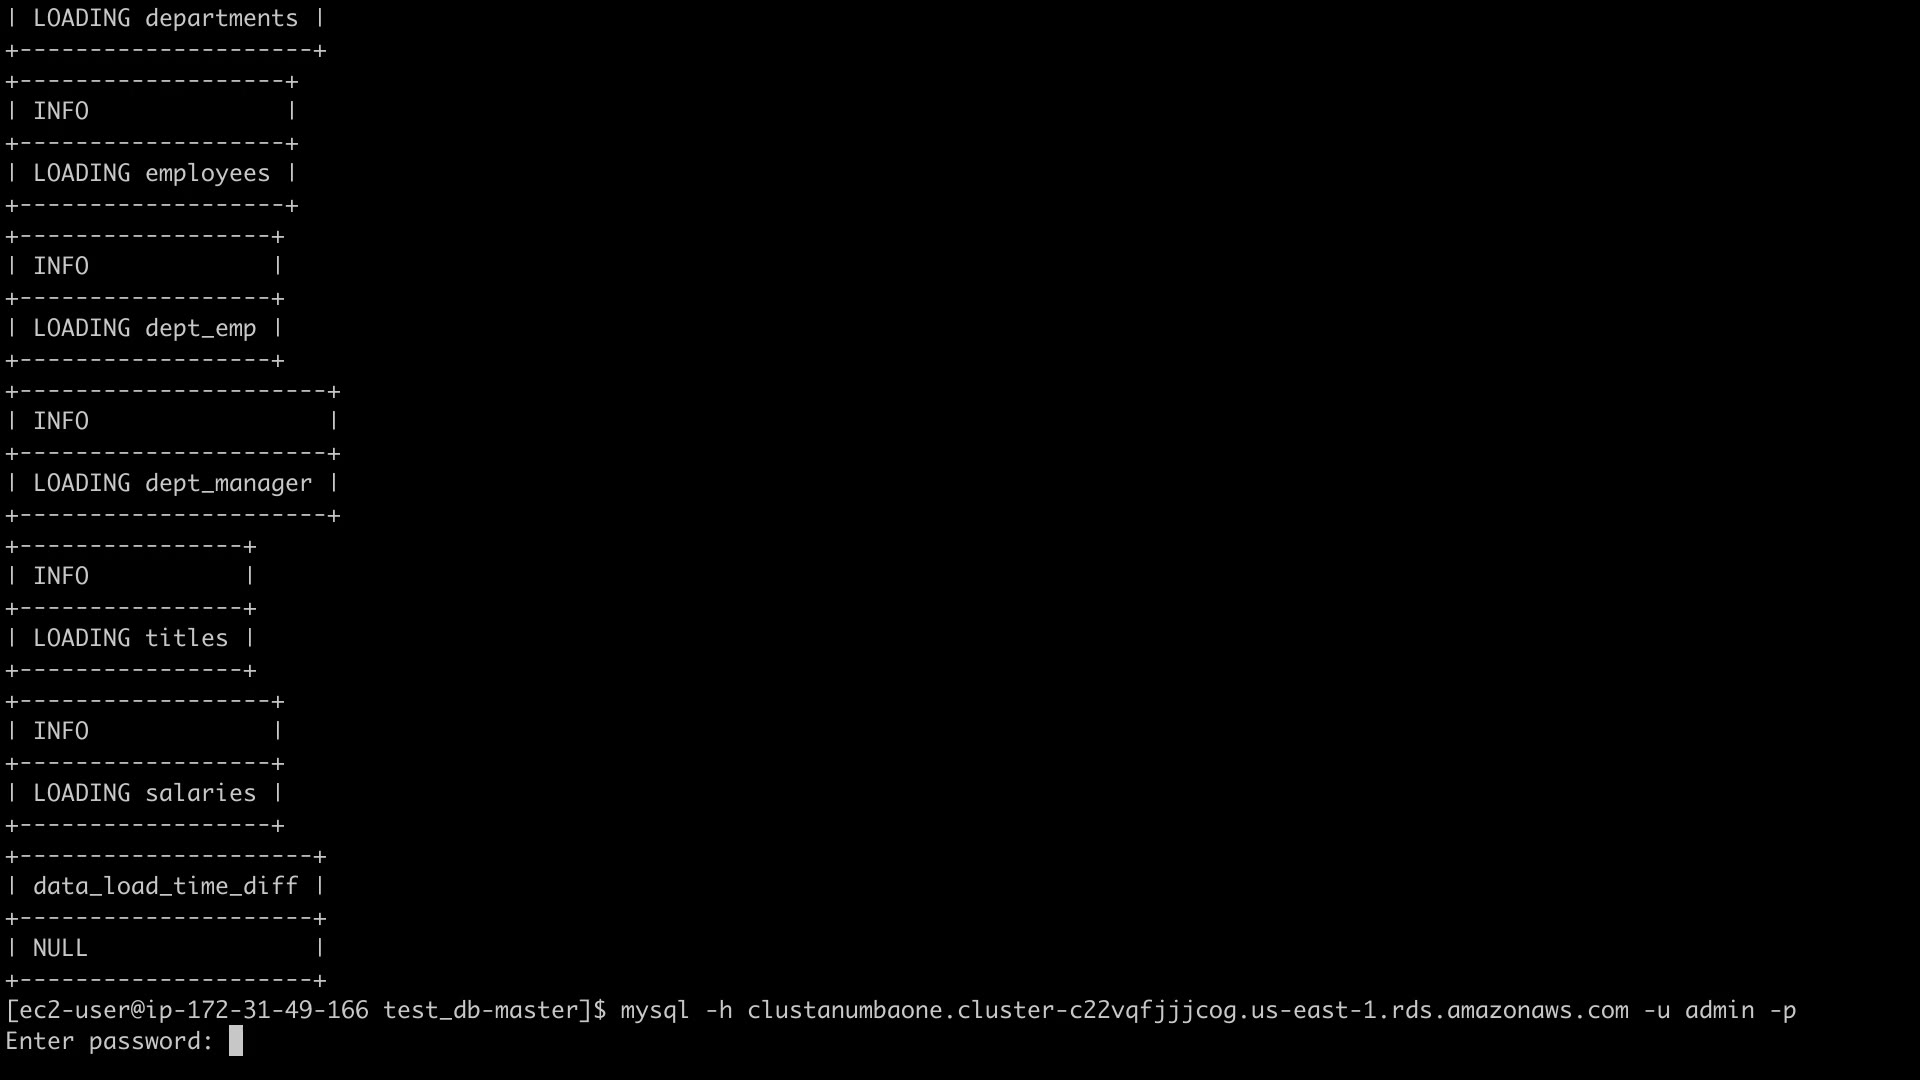 | LOADING departments |
+---------------------+
+-------------------+
| INFO              |
+-------------------+
| LOADING employees |
+-------------------+
+------------------+
| INFO             |
+------------------+
| LOADING dept_emp |
+------------------+
+----------------------+
| INFO                 |
+----------------------+
| LOADING dept_manager |
+----------------------+
+----------------+
| INFO           |
+----------------+
| LOADING titles |
+----------------+
+------------------+
| INFO             |
+------------------+
| LOADING salaries |
+------------------+
+---------------------+
| data_load_time_diff |
+---------------------+
| NULL                |
+---------------------+
[ec2-user@ip-172-31-49-166 test_db-master]$ mysql -h clustanumbaone.cluster-c22vqfjjjcog.us-east-1.rds.amazonaws.com -u admin -p
Enter password: